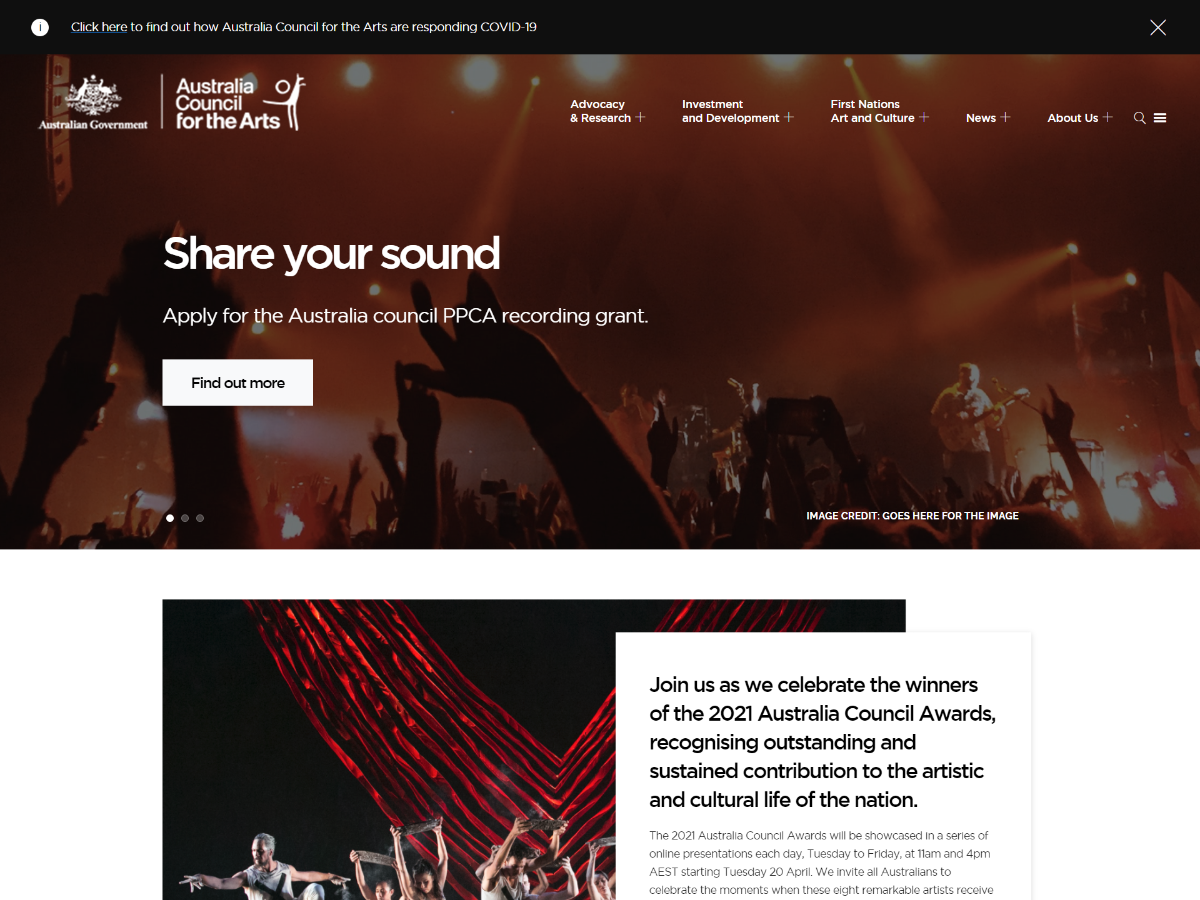 i
Click here to find out how Australia Council for the Arts are responding COVID-19
Australian Government
Australia
Council
for the Arts
Advocacy
& Research +
Investment
and Development +
First Nations
Art and Culture +
News +
About Us +
Share your sound
Apply for the Australia council PPCA recording grant.
Find out more
IMAGE CREDIT: GOES HERE FOR THE IMAGE
Join us as we celebrate the winners
of the 2021 Australia Council Awards,
recognising outstanding and
sustained contribution to the artistic
and cultural life of the nation.
The 2021 Australia Council Awards will be showcased in a series of
online presentations each day, Tuesday to Friday, at 11am and 4pm
AEST starting Tuesday 20 April. We invite all Australians to
celebrate the moments when these eight remarkable artists receive